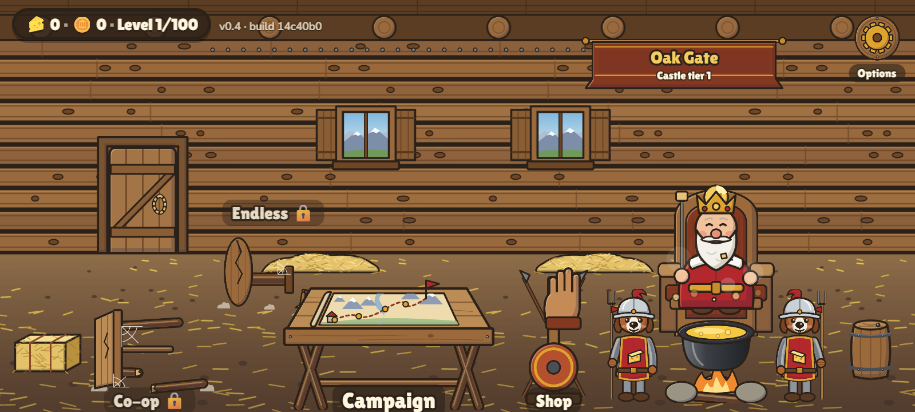 0 · 0 · Level 1/100
v0.4 · build 14c40b0
Oak Gate
Castle tier 1
Options
Endless
Co-op
Campaign
Shop